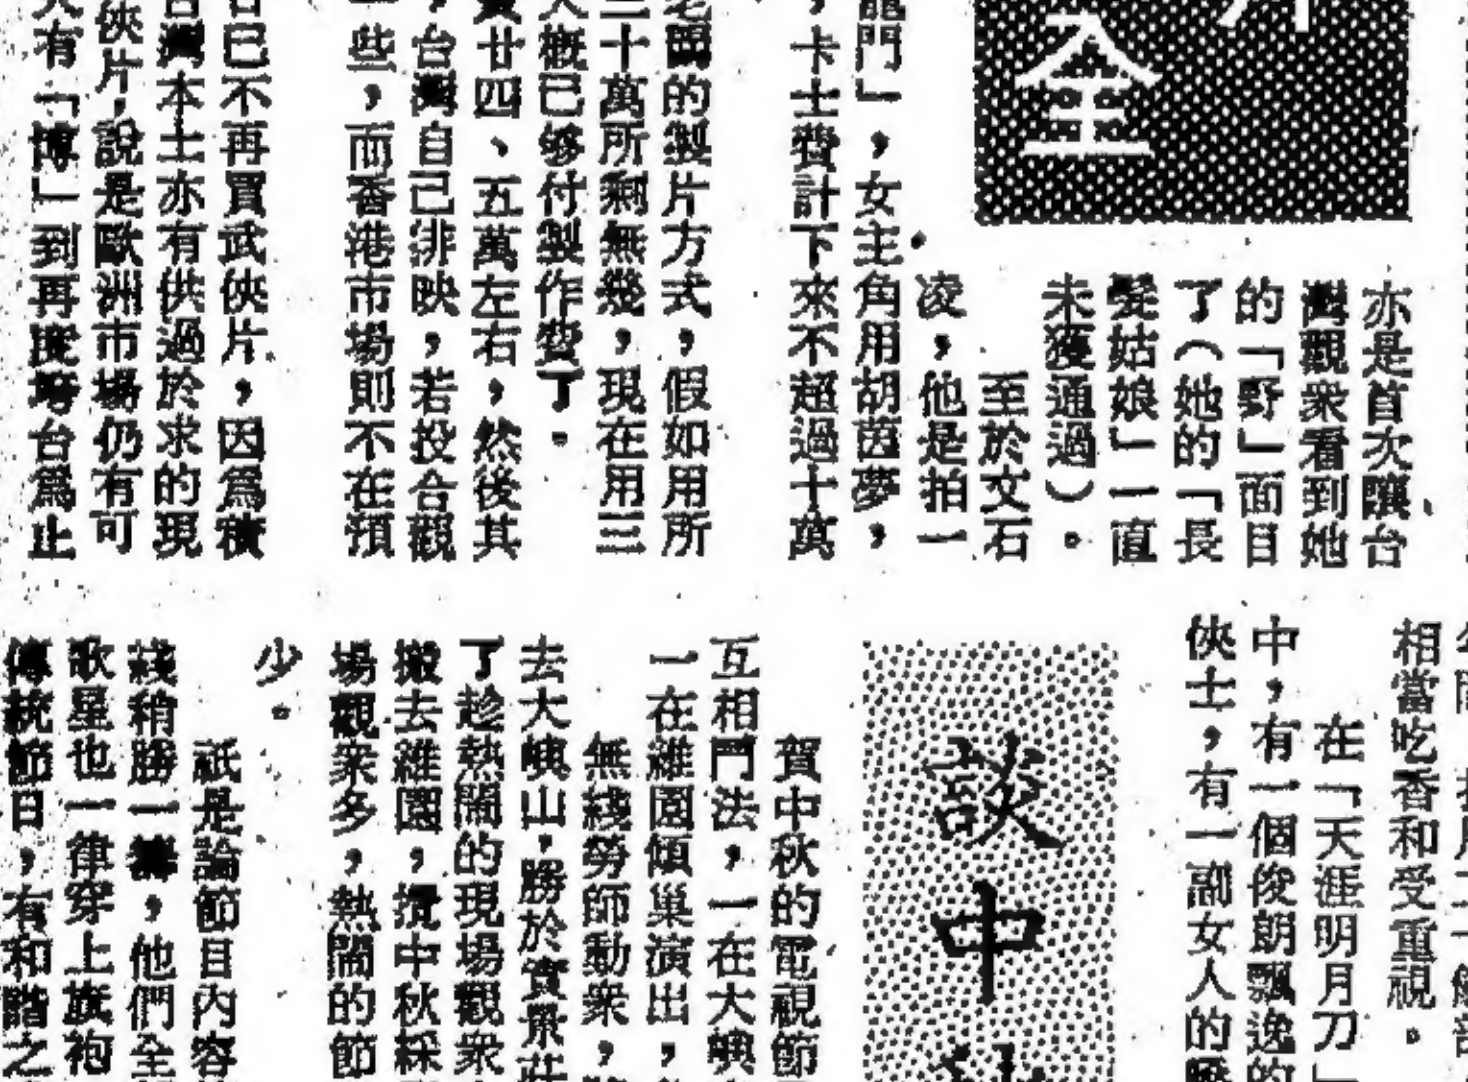 全
亦是首次讓台
灣觀衆看到她
的「野」面目
了（她的「長
髮姑娘」一直
未獲通過）。
至於文石
凌，他是拍一
龍門」，女主角用胡茵夢，
，卡士費計下來不超過十萬
老闆的製片方式，假如用所
二十萬所剩無幾，現在用三
大概已够付製作費了。
廿四、五萬左右，然後其
，台灣自己排映，若投合觀
些，而香港市場則不在預
已不再買武俠片，因爲積
台灣本土亦有供過於求的現
俠片，說是歐洲市場仍有可
有「博」到再度垮台爲止
相當吃香和受重視。
在「天涯明月刀」
中，有一個俊朗飄逸的
俠士，有一副女人的
談中
賀中秋的電視節
互相鬥法，一在大嶼
一在維園傾巢演出，
無綫勞師動衆，
去大嶼山，勝於實景
了趁熱鬧的現場觀衆
搬去維園，攪中秋綵
場觀衆多，熱鬧的節
少。
祇是論節目內容
綫稍勝一籌，他們全
歌星也一律穿上旗袍
傳統節日，有和諧之